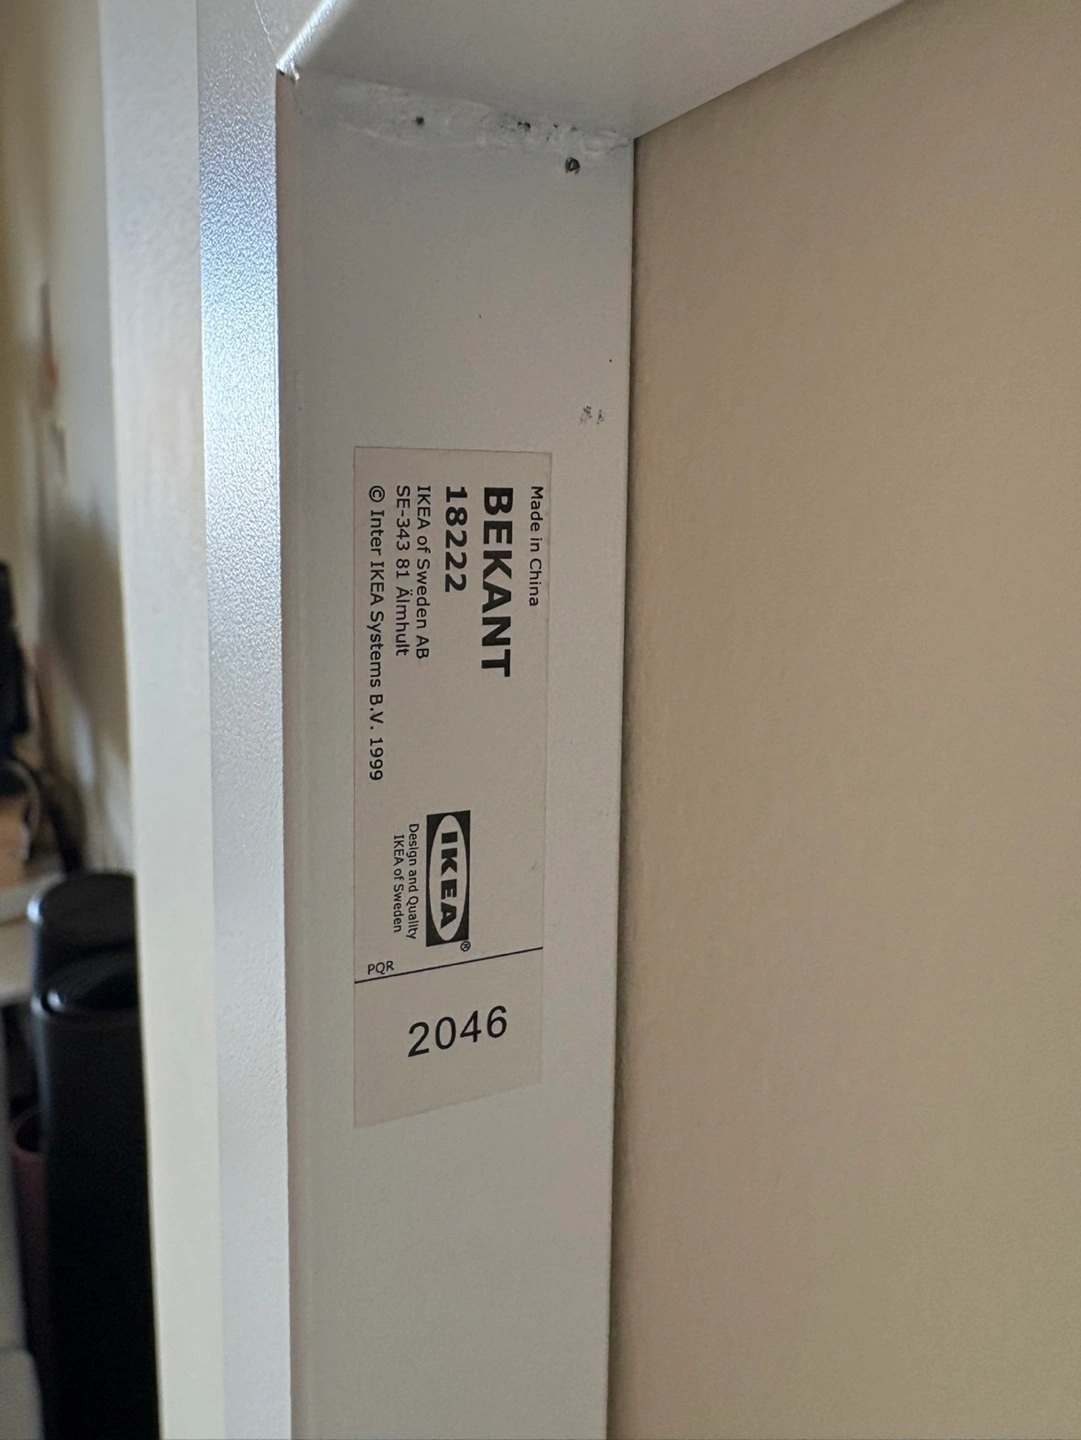 Made in China
BEKANT
18222
IKEA of Sweden AB
SE-343 81 Älmhult
© Inter IKEA Systems B.V. 1999
IKEA®
Design and Quality
IKEA of Sweden
PQR
2046